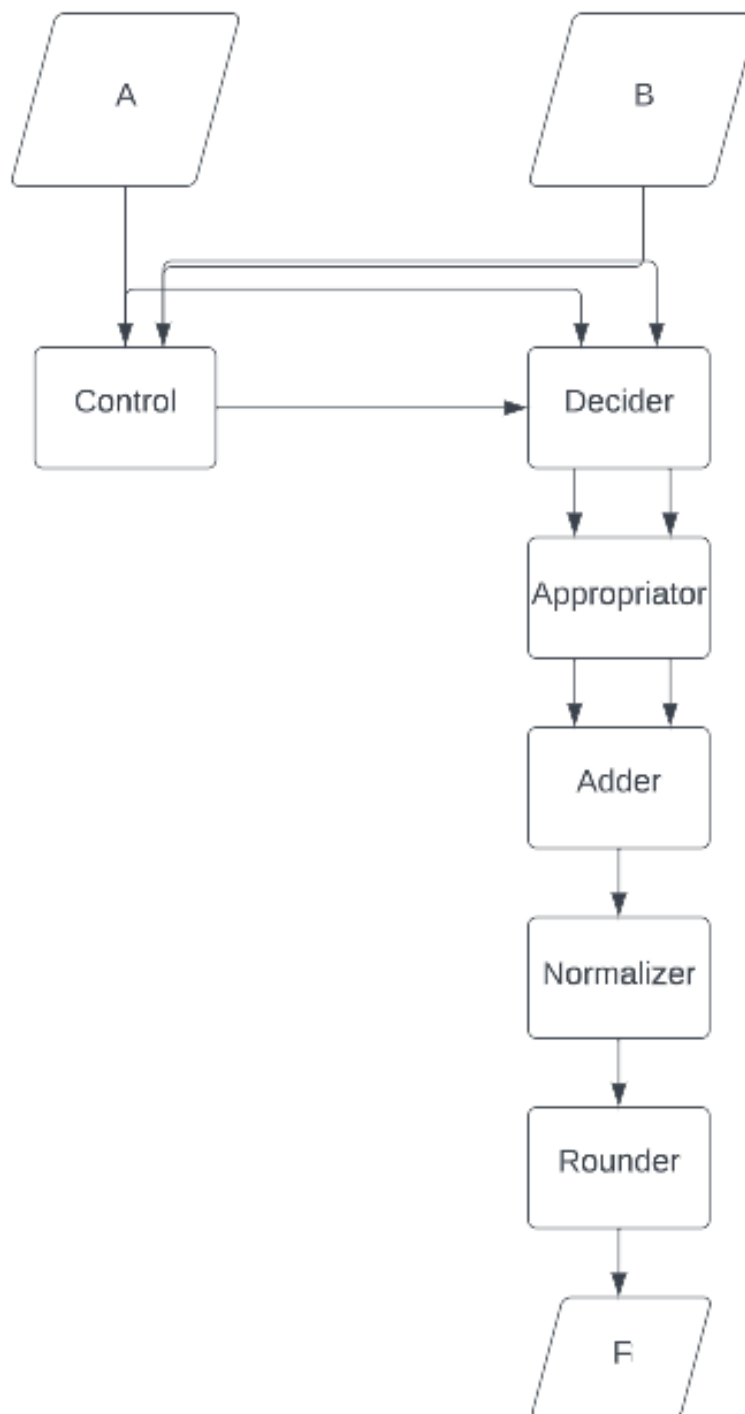 A
B
Control
Decider
Appropriator
Adder
Normalizer
Rounder
F